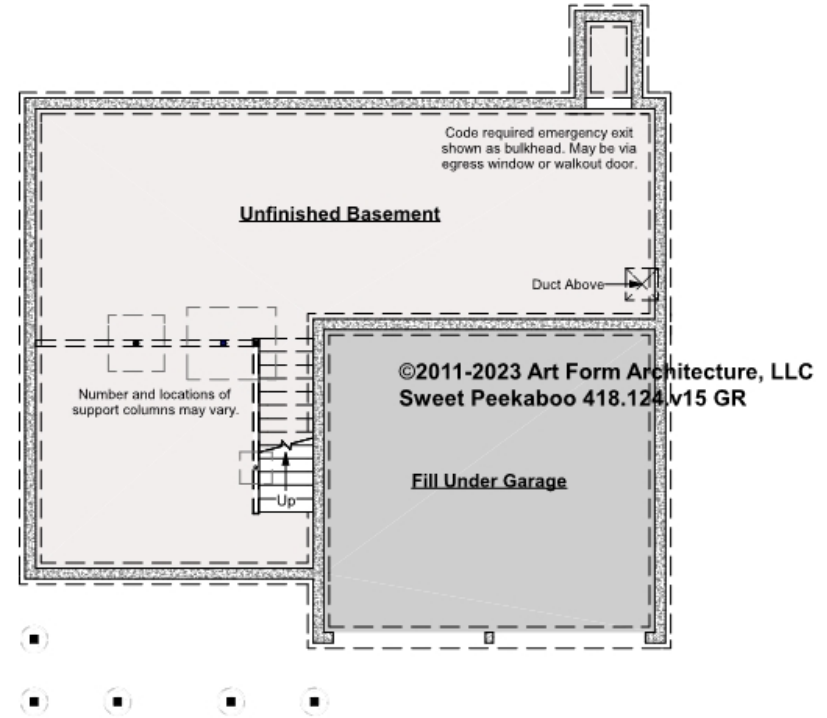 Code required emergency exit
shown as bulkhead. May be via
egress window or walkout door.
Unfinished Basement
Duct Above
©2011-2023 Art Form Architecture, LLC
Sweet Peekaboo 418.124.v15 GR
Number and locations of
support columns may vary.
Fill Under Garage
Up